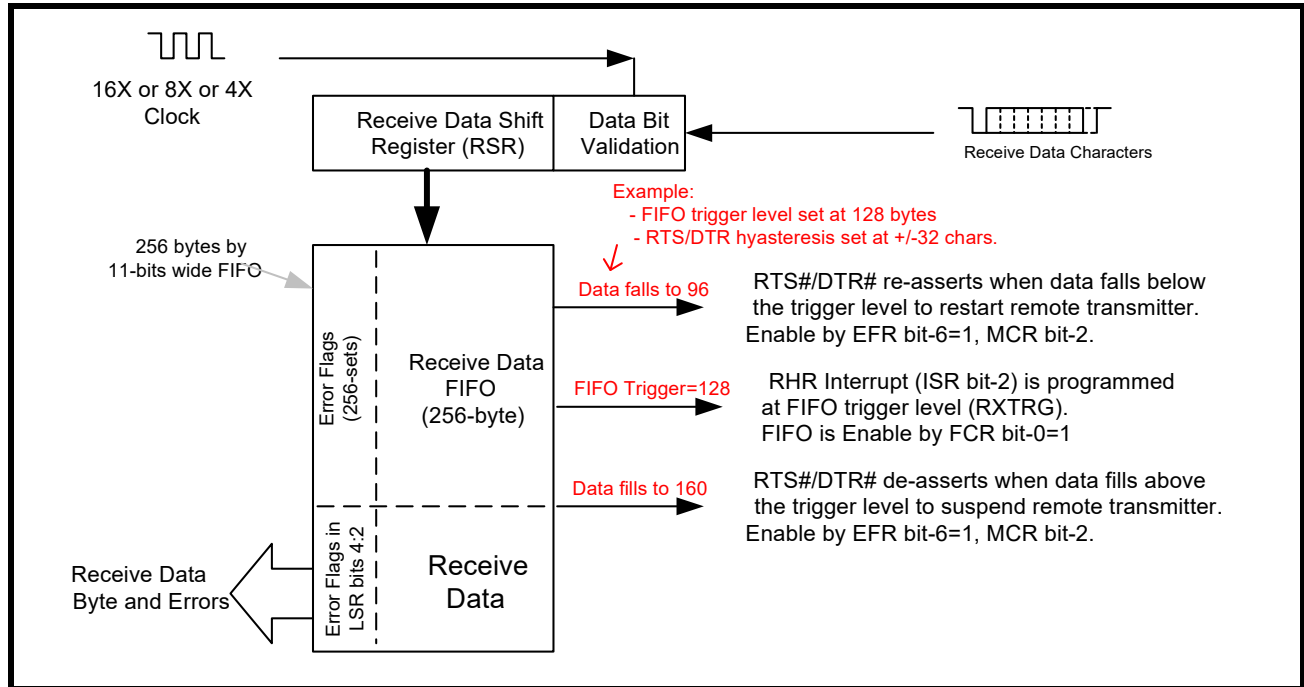 16X or 8X or 4X
Clock
Receive Data Shift
Register (RSR)
Data Bit
Validation
Receive Data Characters
Example:
- FIFO trigger level set at 128 bytes
- RTS/DTR hyasteresis set at +/-32 chars.
256 bytes by
11-bits wide FIFO
Error Flags
(256-sets)
Receive Data
FIFO
(256-byte)
Data falls to 96
RTS#/DTR# re-asserts when data falls below
the trigger level to restart remote transmitter.
Enable by EFR bit-6=1, MCR bit-2.
FIFO Trigger=128
RHR Interrupt (ISR bit-2) is programmed
at FIFO trigger level (RXTRG).
FIFO is Enable by FCR bit-0=1
Data fills to 160
RTS#/DTR# de-asserts when data fills above
the trigger level to suspend remote transmitter.
Enable by EFR bit-6=1, MCR bit-2.
Error Flags in
LSR bits 4:2
Receive
Data
Receive Data
Byte and Errors